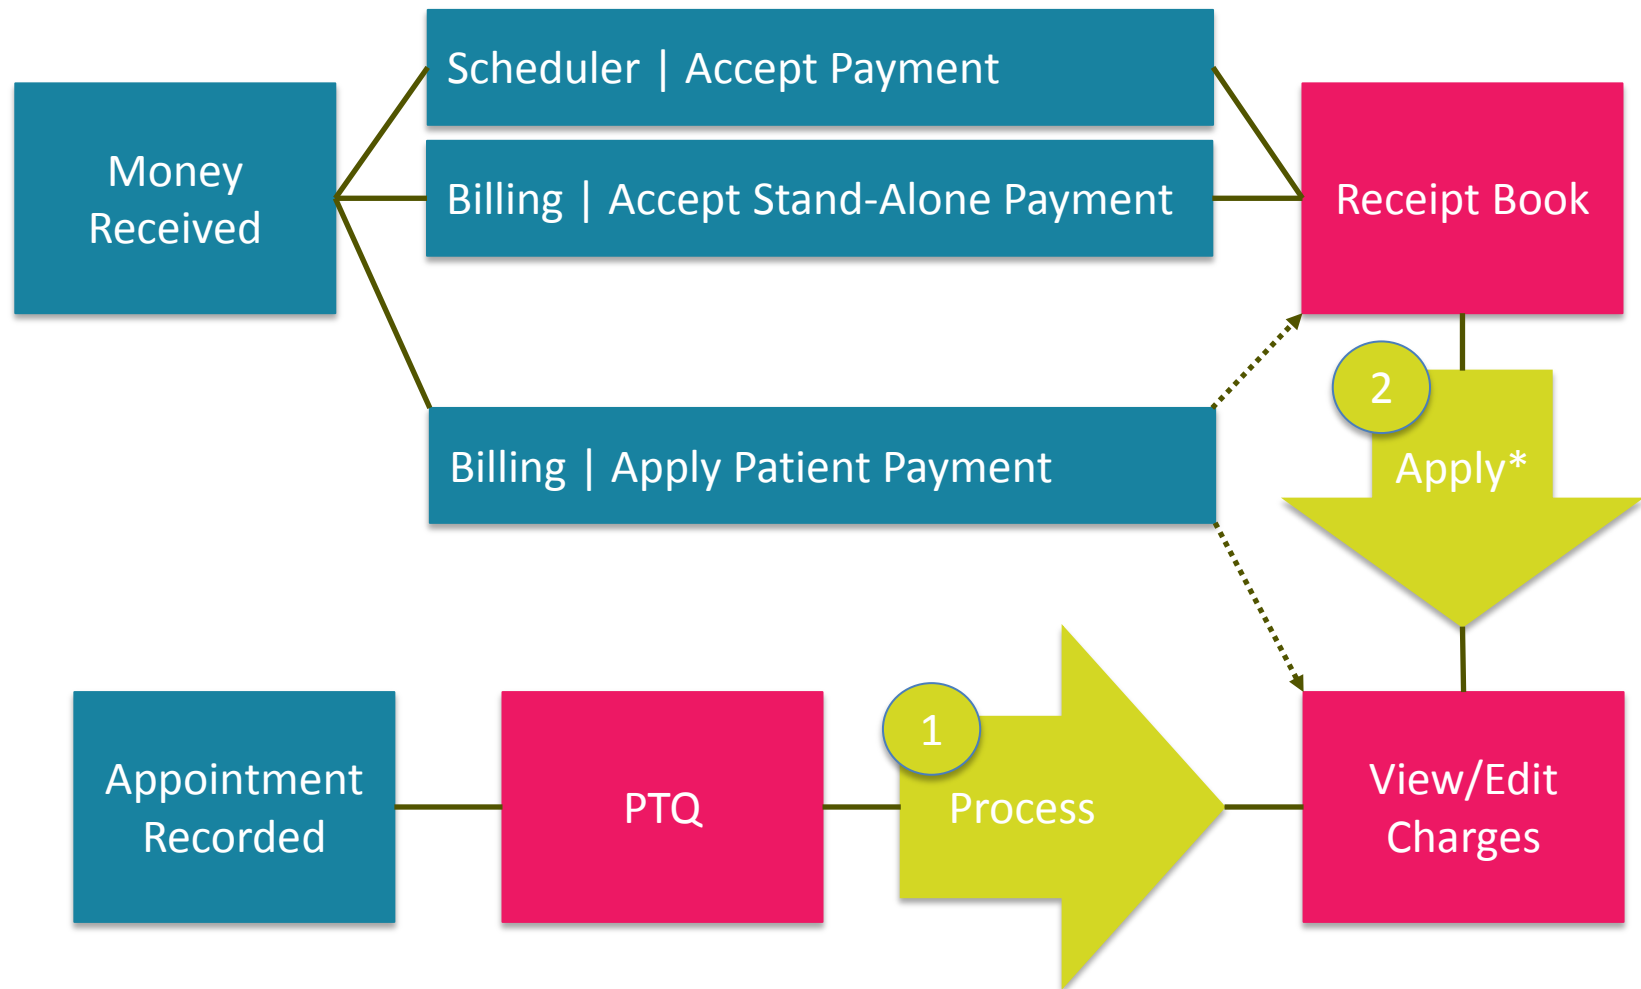 Scheduler | Accept Payment
Money
Received
Billing | Accept Stand-Alone Payment
Receipt Book
2
Apply*
Billing | Apply Patient Payment
1
Appointment
Recorded
PTQ
Process
View/Edit
Charges